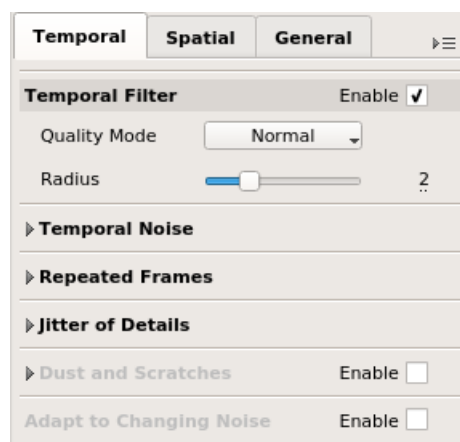 Temporal Spatial General
Temporal Filter Enable
Quality Mode Normal
Radius 2
Temporal Noise
Repeated Frames
Jitter of Details
Dust and Scratches Enable
Adapt to Changing Noise Enable